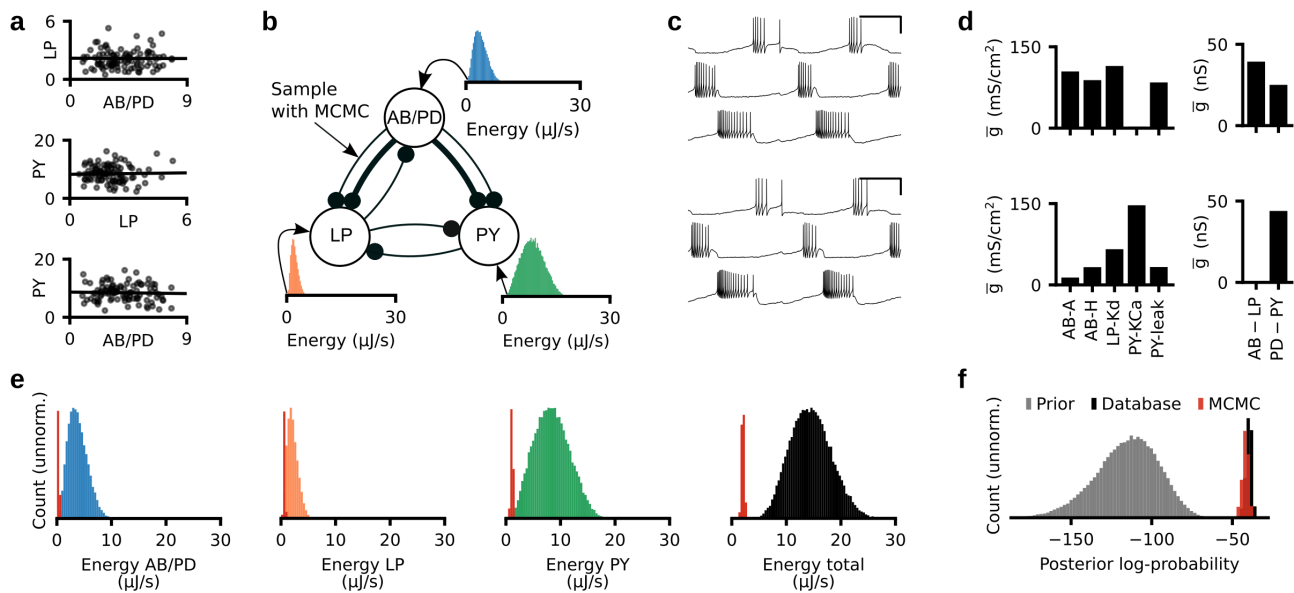 a
6
LP
0
0
9
AB/PD
20
PY
0
0
6
LP
20
PY
0
0
9
AB/PD
b
Sample
with MCMC
AB/PD
LP
PY
0
30
Energy (μJ/s)
0
30
Energy (μJ/s)
0
30
Energy (μJ/s)
c
d
150
g̅ (mS/cm²)
0
50
g̅ (nS)
0
150
g̅ (mS/cm²)
0
AB-A
AB-H
LP-Kd
PY-KCa
PY-leak
50
g̅ (nS)
0
AB − LP
PD − PY
e
Count (unnorm.)
0
10
20
30
Energy AB/PD
(μJ/s)
0
10
20
30
Energy LP
(μJ/s)
0
10
20
30
Energy PY
(μJ/s)
0
10
20
30
Energy total
(μJ/s)
f
Prior
Database
MCMC
Count (unnorm.)
−150
−100
−50
Posterior log-probability